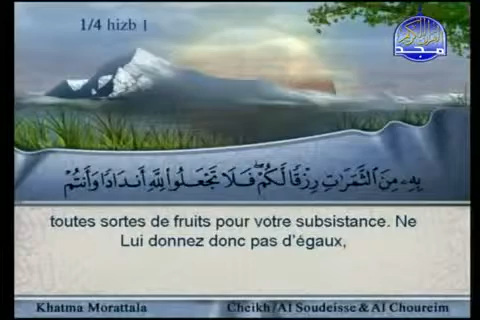 1/4 hizb 1
مجد
بِهِۦ مِنَ ٱلثَّمَرَٰتِ رِزْقًا لَّكُمْ ۖ فَلَا تَجْعَلُوا۟ لِلَّهِ أَندَادًا وَأَنتُمْ
toutes sortes de fruits pour votre subsistance. Ne
Lui donnez donc pas d’égaux,
Khatma Morattala
Cheikh/Al Soudeisse & Al Choureim